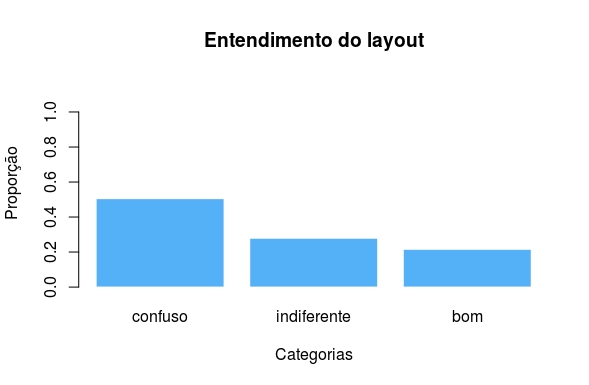 Entendimento do layout
Proporção
1.0
0.8
0.6
0.4
0.2
0.0
confuso indiferente bom
Categorias